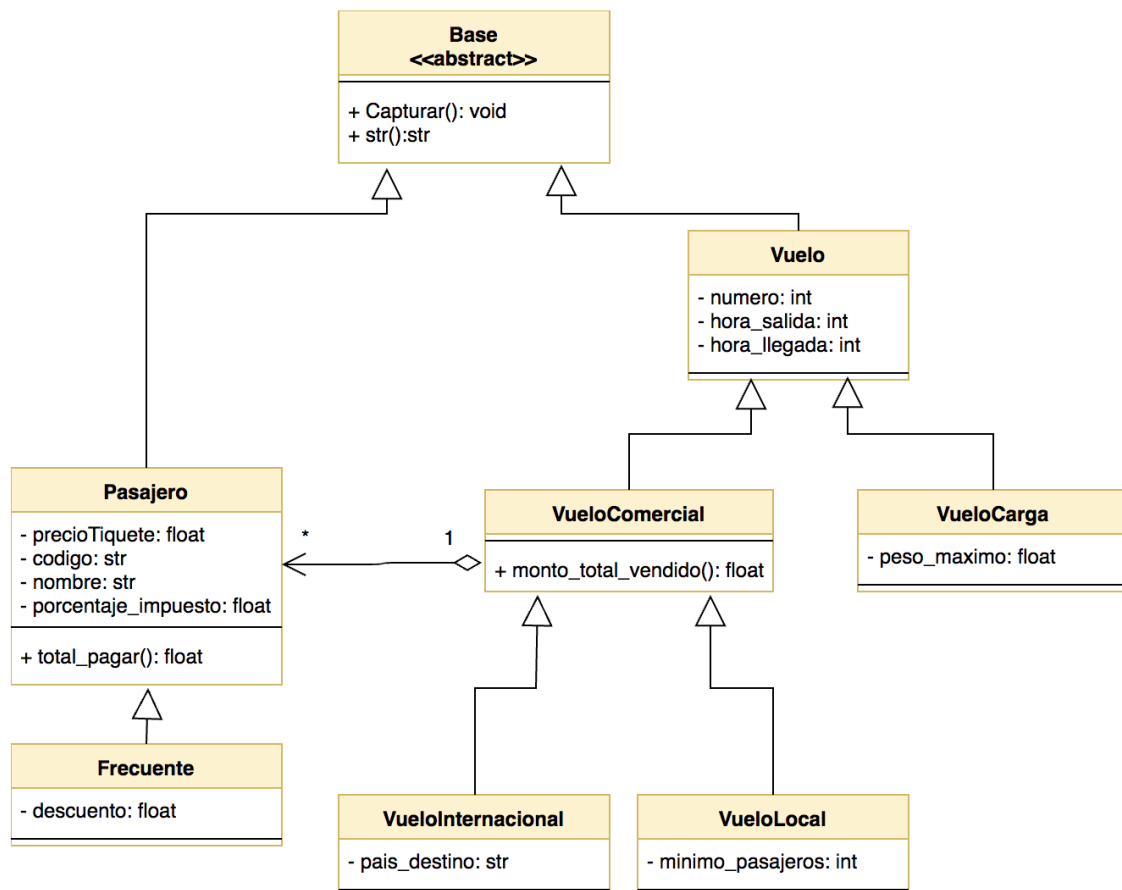 Base
<<abstract>>
+ Capturar(): void
+ str():str
Vuelo
- numero: int
- hora_salida: int
- hora_llegada: int
Pasajero
- precioTiquete: float
- codigo: str
- nombre: str
- porcentaje_impuesto: float
+ total_pagar(): float
*
1
VueloComercial
+ monto_total_vendido(): float
VueloCarga
- peso_maximo: float
Frecuente
- descuento: float
VueloInternacional
- pais_destino: str
VueloLocal
- minimo_pasajeros: int